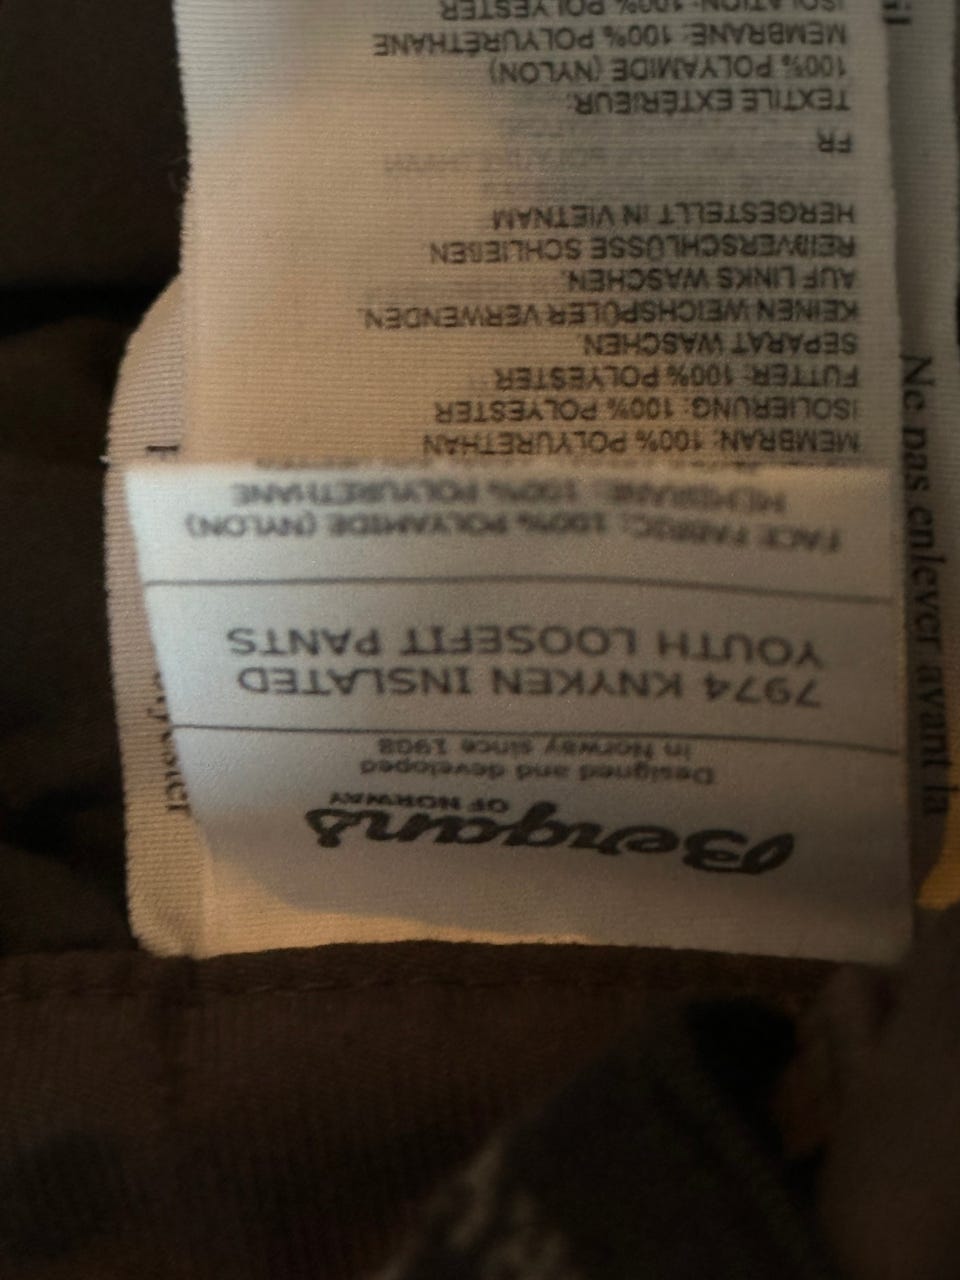 Bergans
OF NORWAY
Designed and developed
in Norway since 1908
7974 KNYKEN INSLATED
YOUTH LOOSEFIT PANTS
FACE FABRIC: 100% POLYAMIDE (NYLON)
MEMBRANE: 100% POLYURETHANE
MEMBRAN: 100% POLYURETHAN
ISOLIERUNG: 100% POLYESTER
FUTTER: 100% POLYESTER
SEPARAT WASCHEN.
KEINEN WEICHSPÜLER VERWENDEN.
AUF LINKS WASCHEN.
REIßVERSCHLÜSSE SCHLIEßEN
HERGESTELLT IN VIETNAM
FR
TEXTILE EXTÉRIEUR:
100% POLYAMIDE (NYLON)
MEMBRANE: 100% POLYURÉTHANE
ISOLATION: 100% POLYESTER
Ne pas enlever avant la